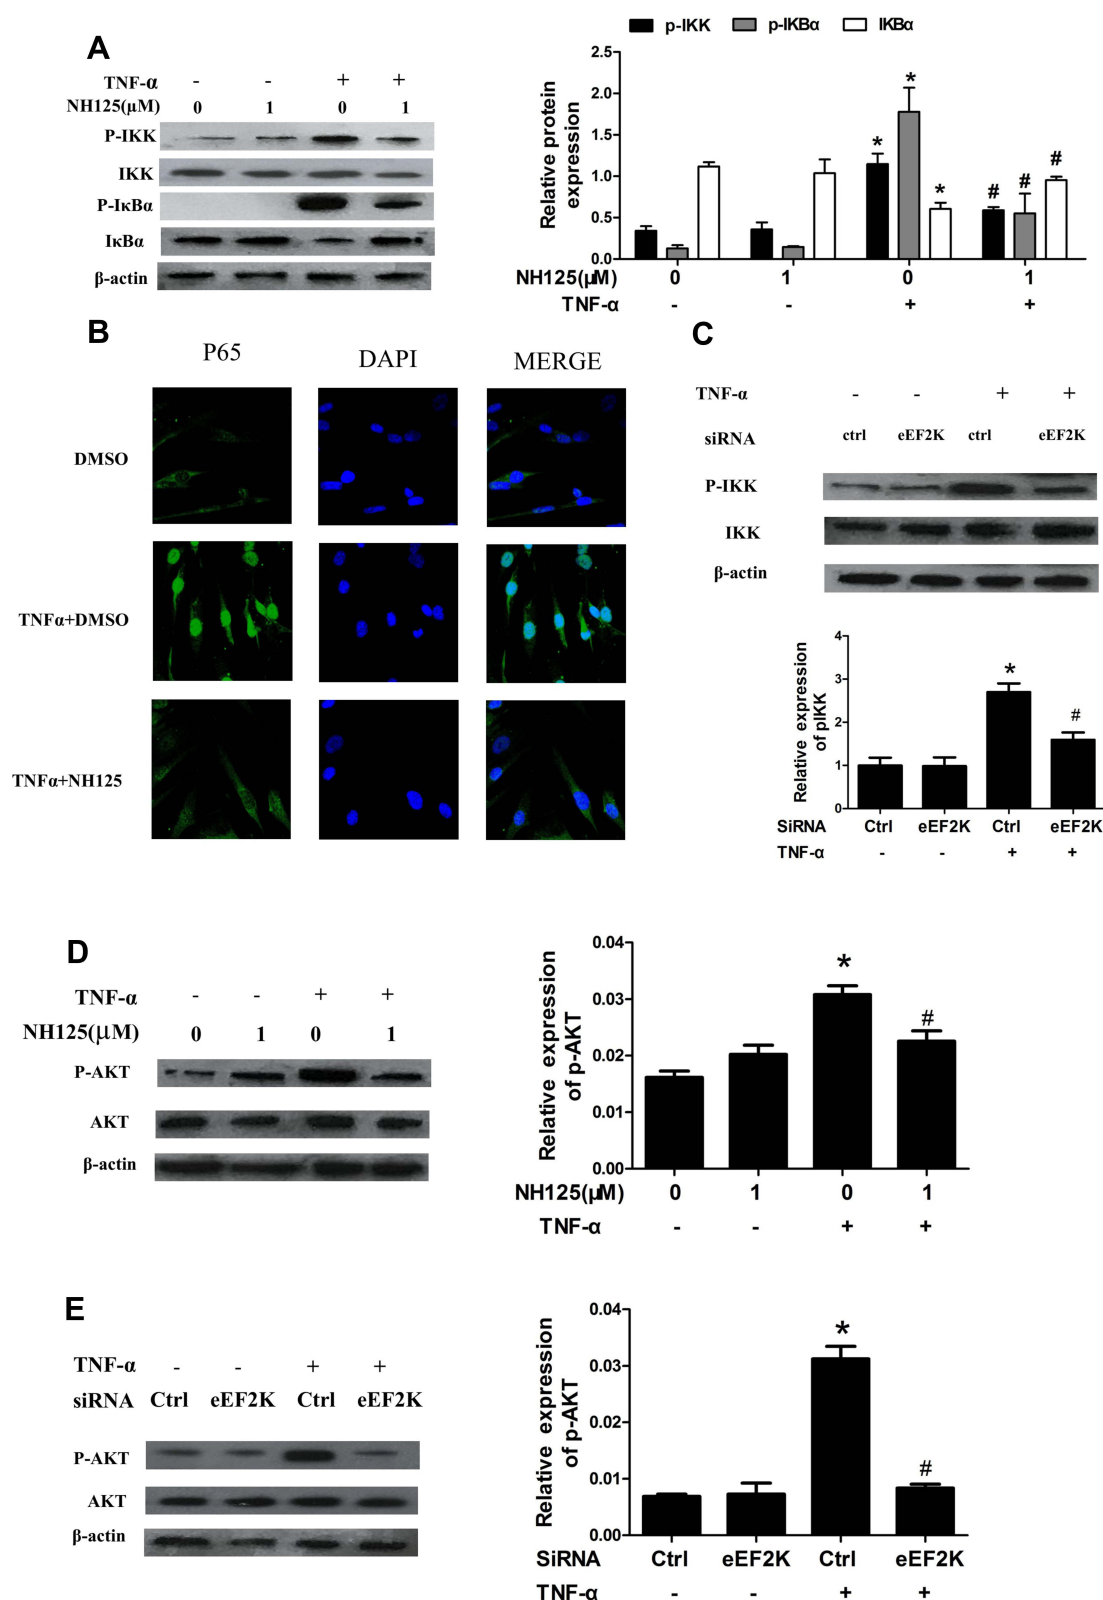 A
TNF-α - - + +
NH125(µM) 0 1 0 1
P-IKK
IKK
P-IκBα
IκBα
β-actin
p-IKK p-IKBα IKBα
Relative protein
expression
2.5
2.0
1.5
1.0
0.5
0.0
* * * # # #
NH125(µM) 0 1 0 1
TNF-α - - + +
B
P65 DAPI MERGE
DMSO
TNFα+DMSO
TNFα+NH125
C
TNF-α - - + +
siRNA ctrl eEF2K ctrl eEF2K
P-IKK
IKK
β-actin
Relative expression
of pIKK
4
3
2
1
0
* #
SiRNA Ctrl eEF2K Ctrl eEF2K
TNF-α - - + +
D
TNF-α - - + +
NH125(µM) 0 1 0 1
P-AKT
AKT
β-actin
Relative expression
of p-AKT
0.04
0.03
0.02
0.01
0.00
* #
NH125(µM) 0 1 0 1
TNF-α - - + +
E
TNF-α - - + +
siRNA Ctrl eEF2K Ctrl eEF2K
P-AKT
AKT
β-actin
Relative expression
of p-AKT
0.04
0.03
0.02
0.01
0.00
* #
SiRNA Ctrl eEF2K Ctrl eEF2K
TNF-α - - + +